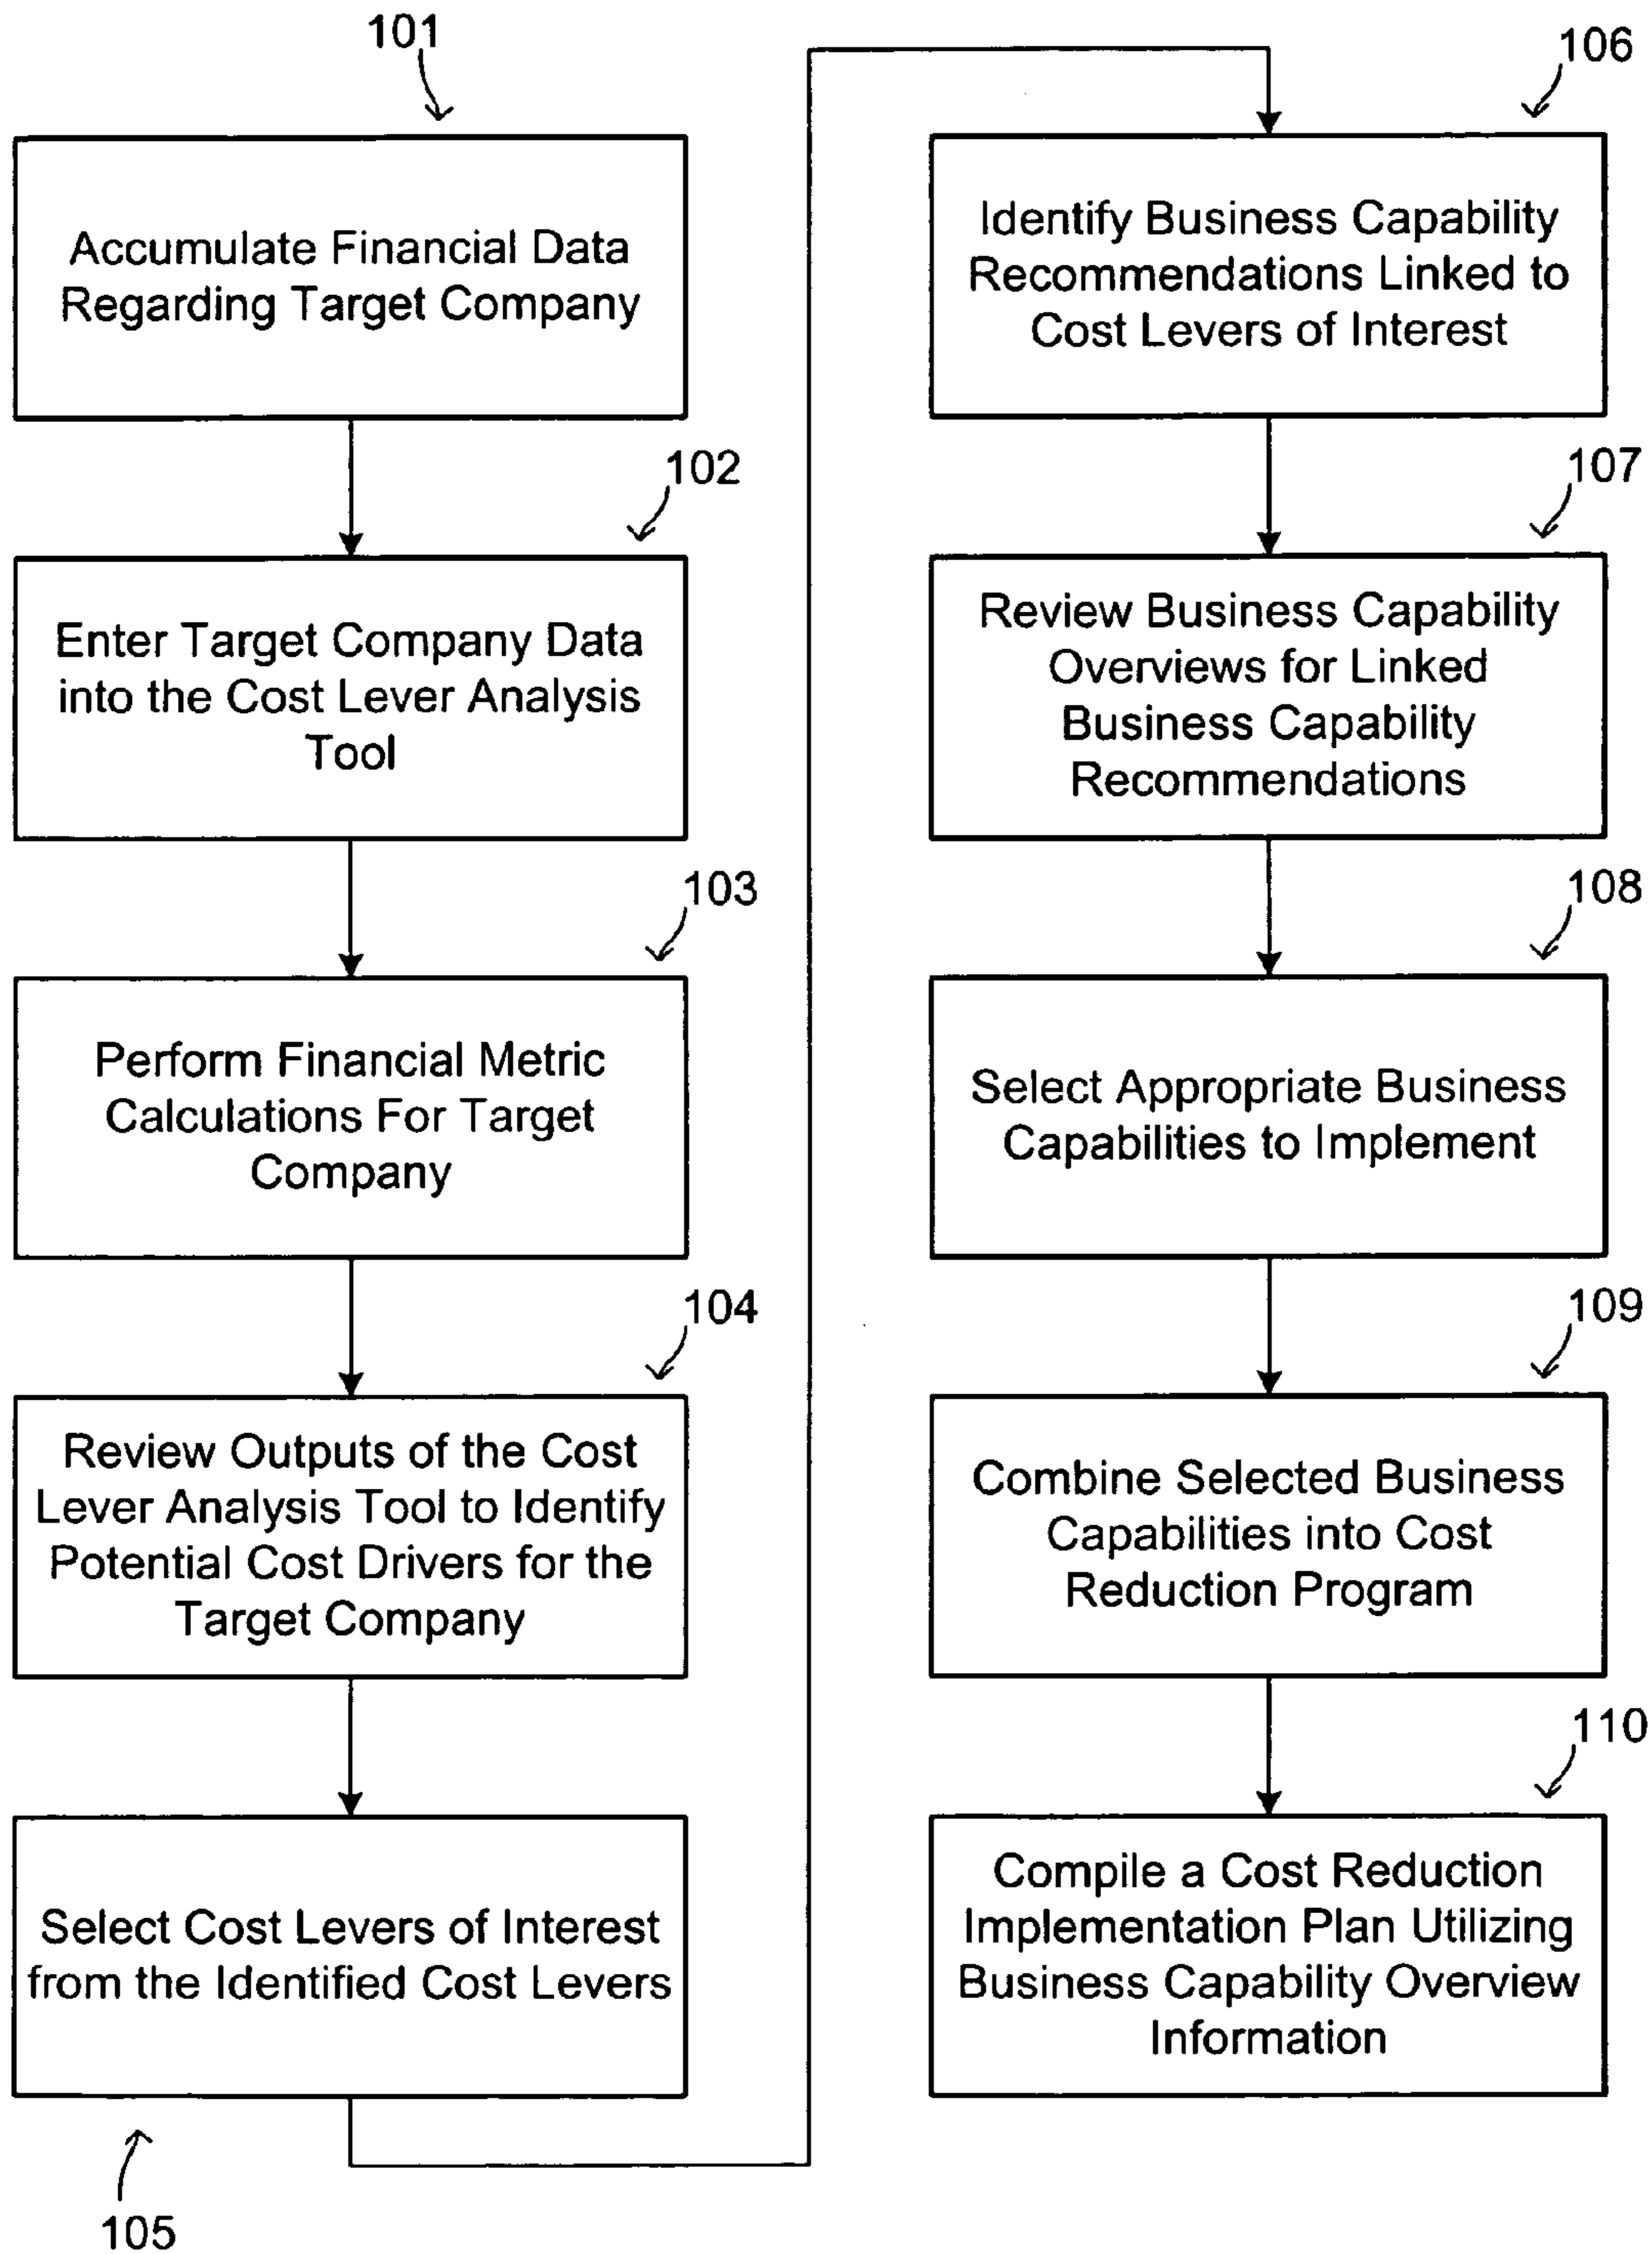 101
Accumulate Financial Data
Regarding Target Company
102
Enter Target Company Data
into the Cost Lever Analysis
Tool
103
Perform Financial Metric
Calculations For Target
Company
104
Review Outputs of the Cost
Lever Analysis Tool to Identify
Potential Cost Drivers for the
Target Company
Select Cost Levers of Interest
from the Identified Cost Levers
105
106
Identify Business Capability
Recommendations Linked to
Cost Levers of Interest
107
Review Business Capability
Overviews for Linked
Business Capability
Recommendations
108
Select Appropriate Business
Capabilities to Implement
109
Combine Selected Business
Capabilities into Cost
Reduction Program
110
Compile a Cost Reduction
Implementation Plan Utilizing
Business Capability Overview
Information